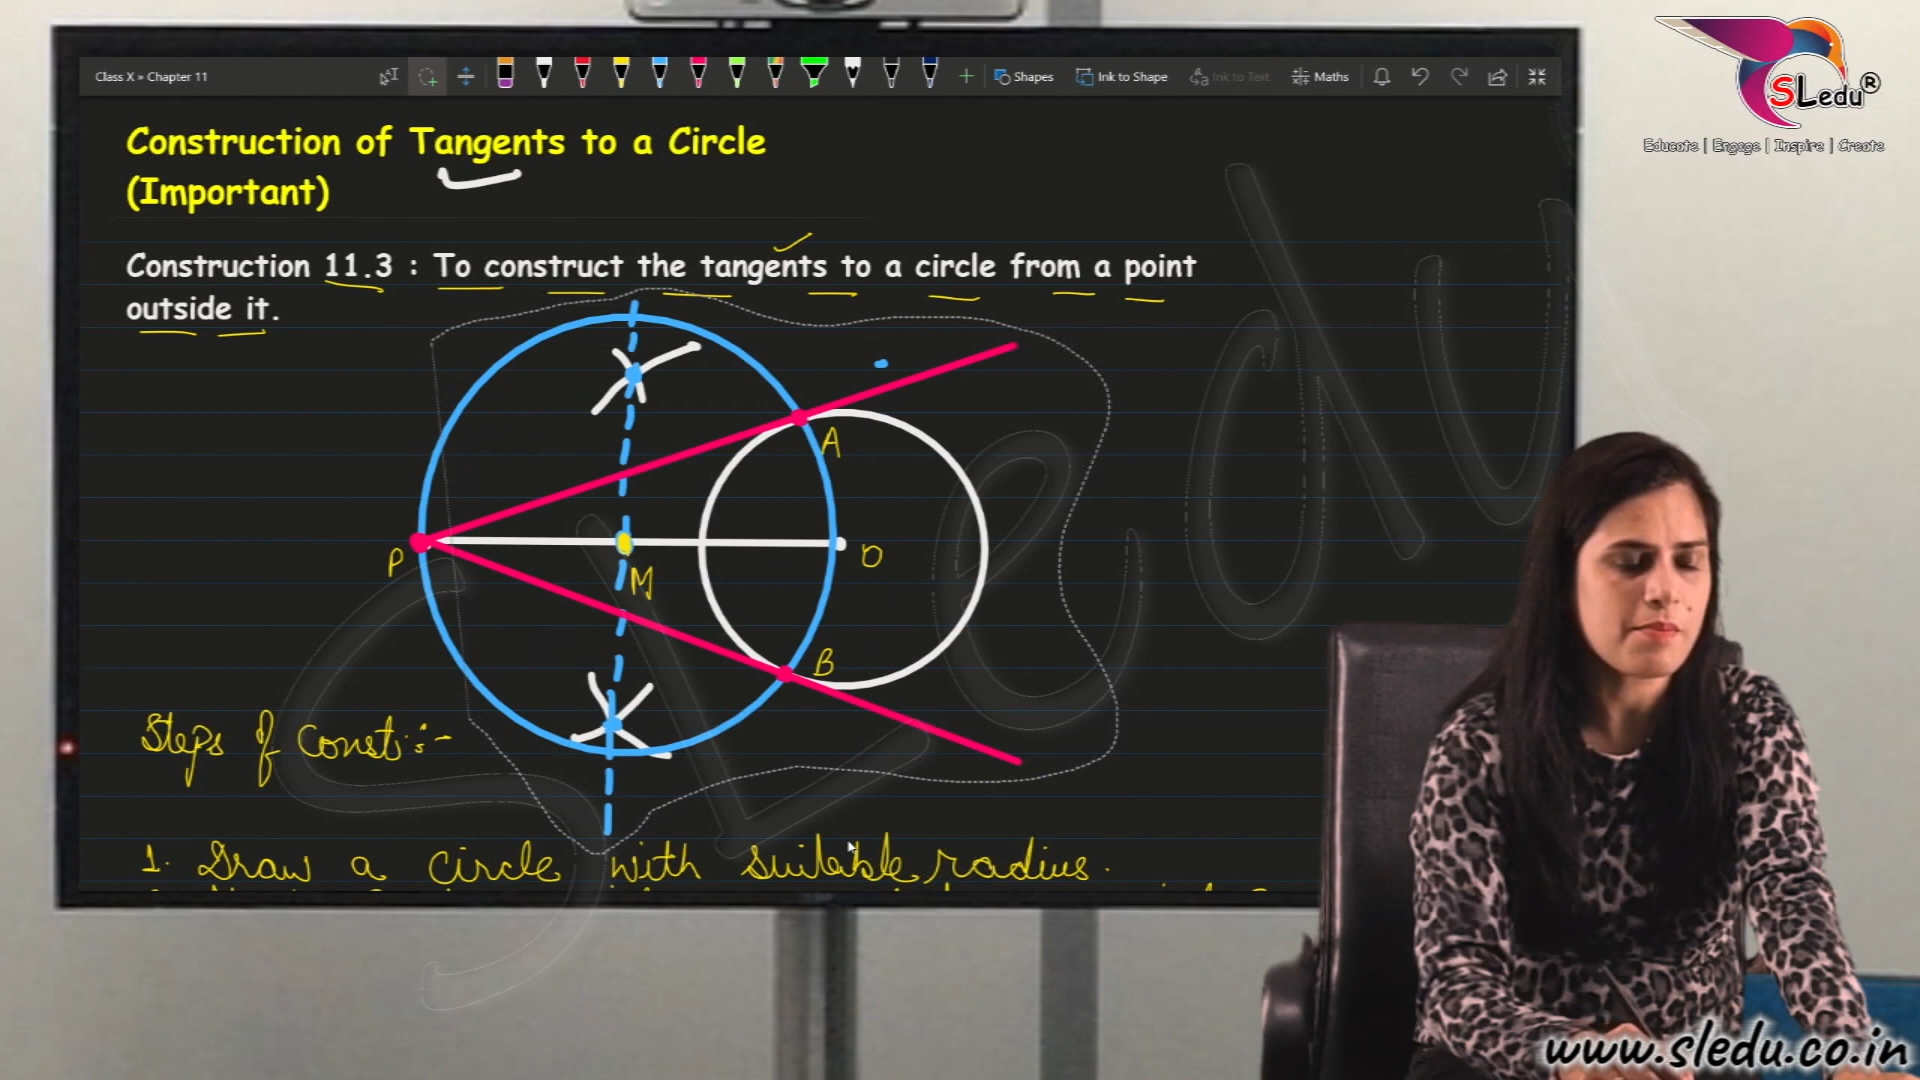 Class X » Chapter 11
Shapes
Ink to Shape
Ink to Text
Maths
SLedu®
Educate | Engage | Inspire | Create
Construction of Tangents to a Circle
(Important)
Construction 11.3 : To construct the tangents to a circle from a point
outside it.
A
P
M
O
B
Steps of Const. :-
1. Draw a circle with suitable radius.
SLedu
www.sledu.co.in